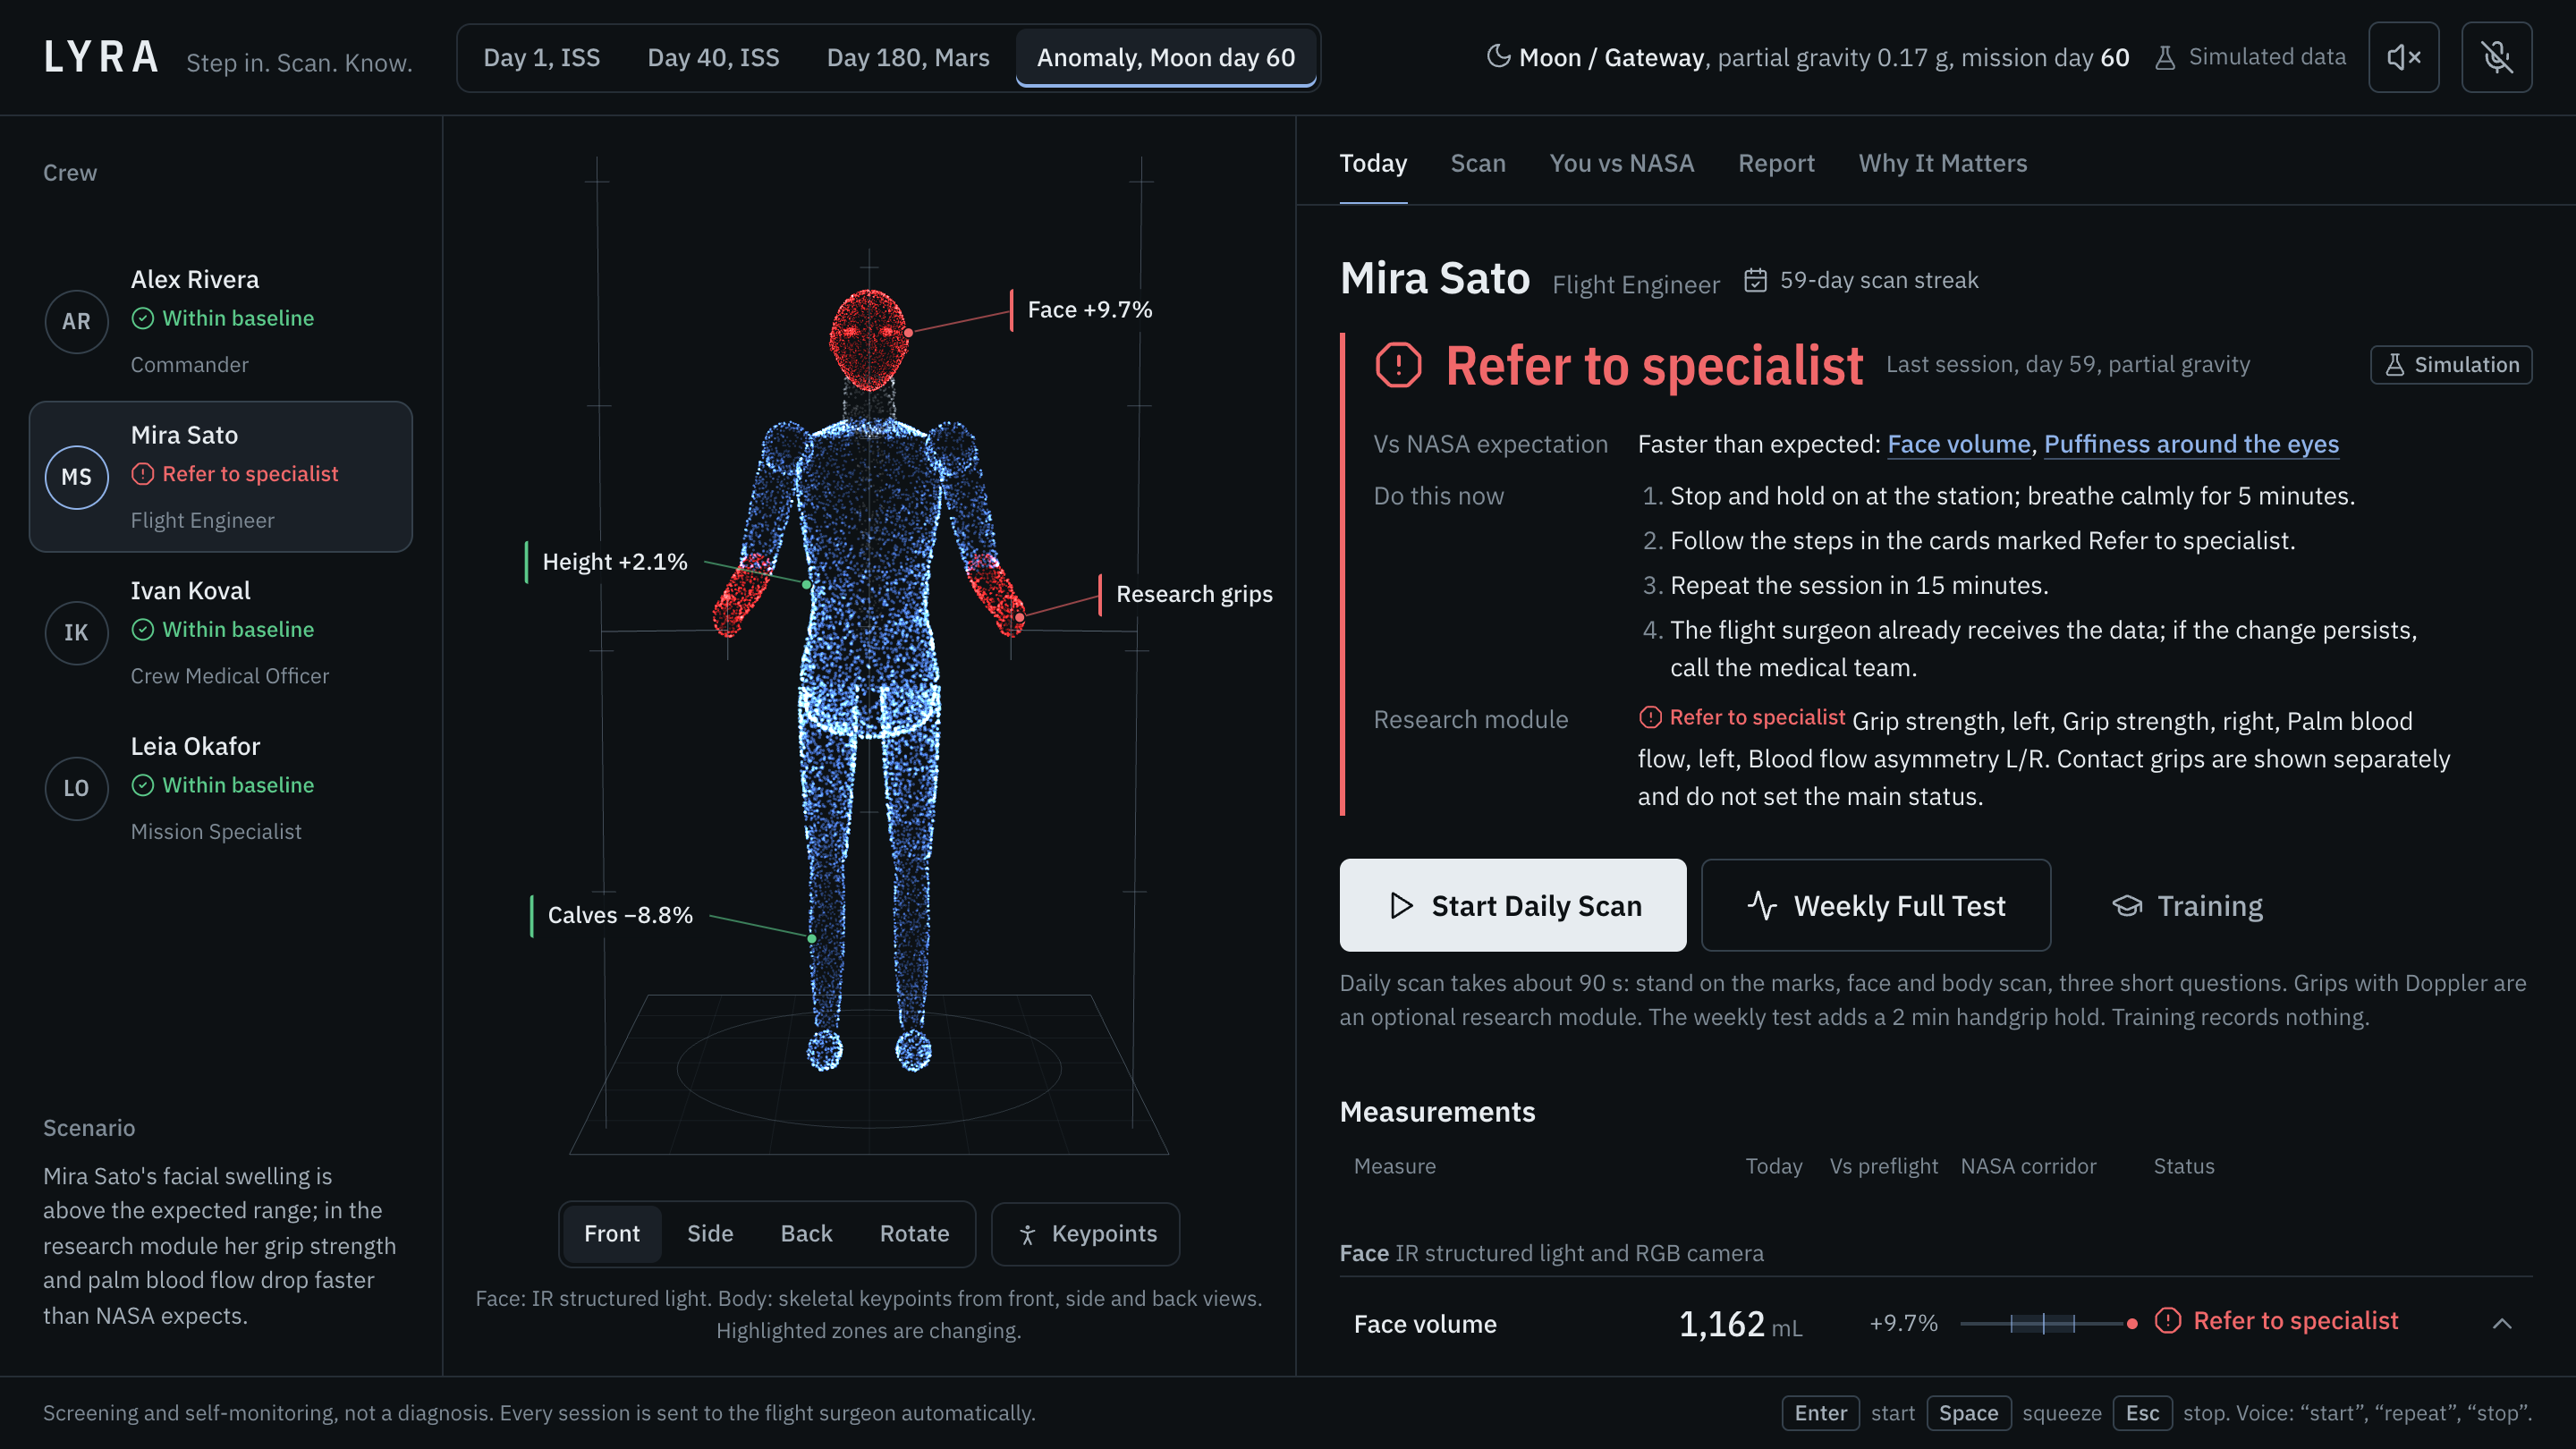 LYRA Step in. Scan. Know.
Day 1, ISS
Day 40, ISS
Day 180, Mars
Anomaly, Moon day 60
Moon / Gateway, partial gravity 0.17 g, mission day 60
Simulated data
Crew
AR
Alex Rivera
Within baseline
Commander
MS
Mira Sato
Refer to specialist
Flight Engineer
IK
Ivan Koval
Within baseline
Crew Medical Officer
LO
Leia Okafor
Within baseline
Mission Specialist
Scenario
Mira Sato's facial swelling is
above the expected range; in the
research module her grip strength
and palm blood flow drop faster
than NASA expects.
Face +9.7%
Height +2.1%
Research grips
Calves −8.8%
Front
Side
Back
Rotate
Keypoints
Face: IR structured light. Body: skeletal keypoints from front, side and back views.
Highlighted zones are changing.
Today
Scan
You vs NASA
Report
Why It Matters
Mira Sato Flight Engineer 59-day scan streak
Refer to specialist Last session, day 59, partial gravity
Simulation
Vs NASA expectation Faster than expected: Face volume, Puffiness around the eyes
Do this now 1. Stop and hold on at the station; breathe calmly for 5 minutes.
2. Follow the steps in the cards marked Refer to specialist.
3. Repeat the session in 15 minutes.
4. The flight surgeon already receives the data; if the change persists,
call the medical team.
Research module Refer to specialist Grip strength, left, Grip strength, right, Palm blood
flow, left, Blood flow asymmetry L/R. Contact grips are shown separately
and do not set the main status.
Start Daily Scan
Weekly Full Test
Training
Daily scan takes about 90 s: stand on the marks, face and body scan, three short questions. Grips with Doppler are
an optional research module. The weekly test adds a 2 min handgrip hold. Training records nothing.
Measurements
Measure Today Vs preflight NASA corridor Status
Face IR structured light and RGB camera
Face volume 1,162 mL +9.7% Refer to specialist
Screening and self-monitoring, not a diagnosis. Every session is sent to the flight surgeon automatically.
Enter start Space squeeze Esc stop. Voice: “start”, “repeat”, “stop”.